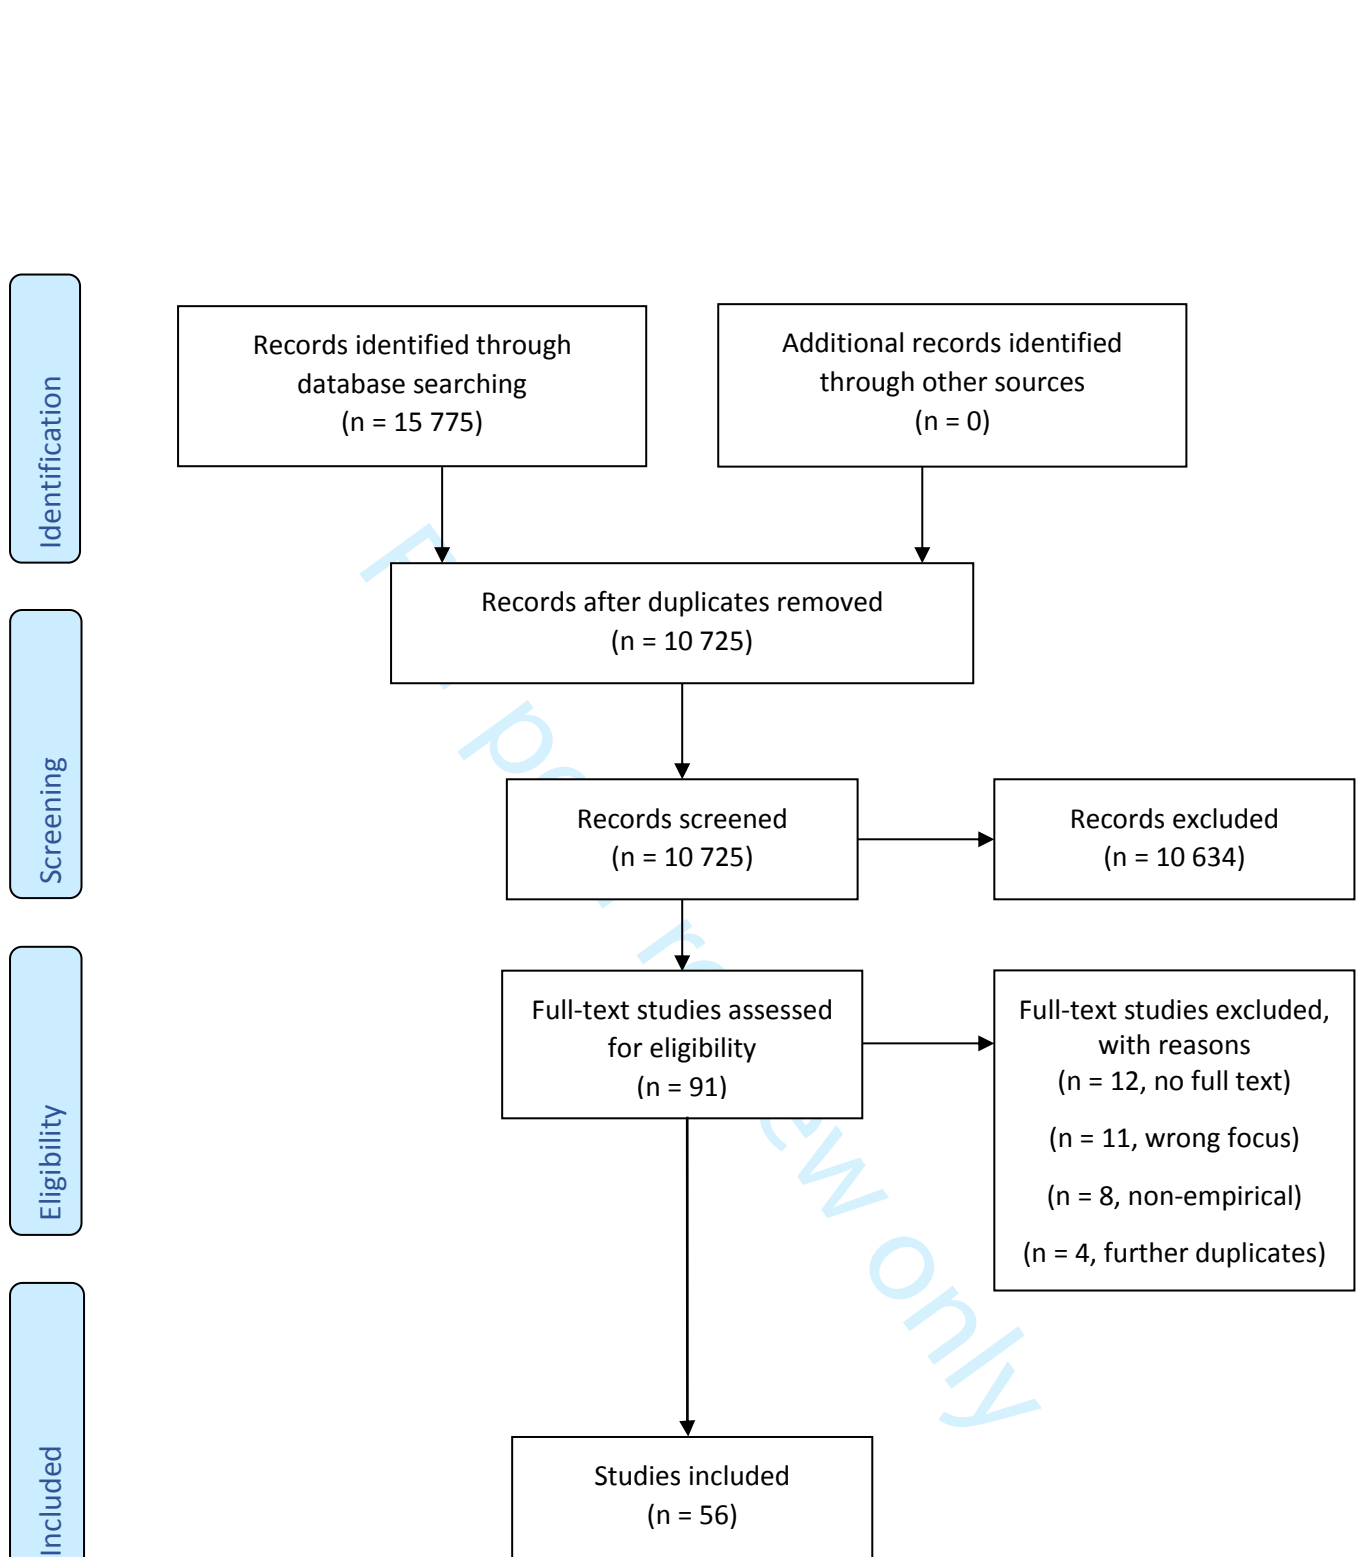 Identification
Records identified through
database searching
(n = 15 775)
Additional records identified
through other sources
(n = 0)
Records after duplicates removed
(n = 10 725)
Screening
Records screened
(n = 10 725)
Records excluded
(n = 10 634)
Eligibility
Full-text studies assessed
for eligibility
(n = 91)
Full-text studies excluded,
with reasons
(n = 12, no full text)
(n = 11, wrong focus)
(n = 8, non-empirical)
(n = 4, further duplicates)
Included
Studies included
(n = 56)
only